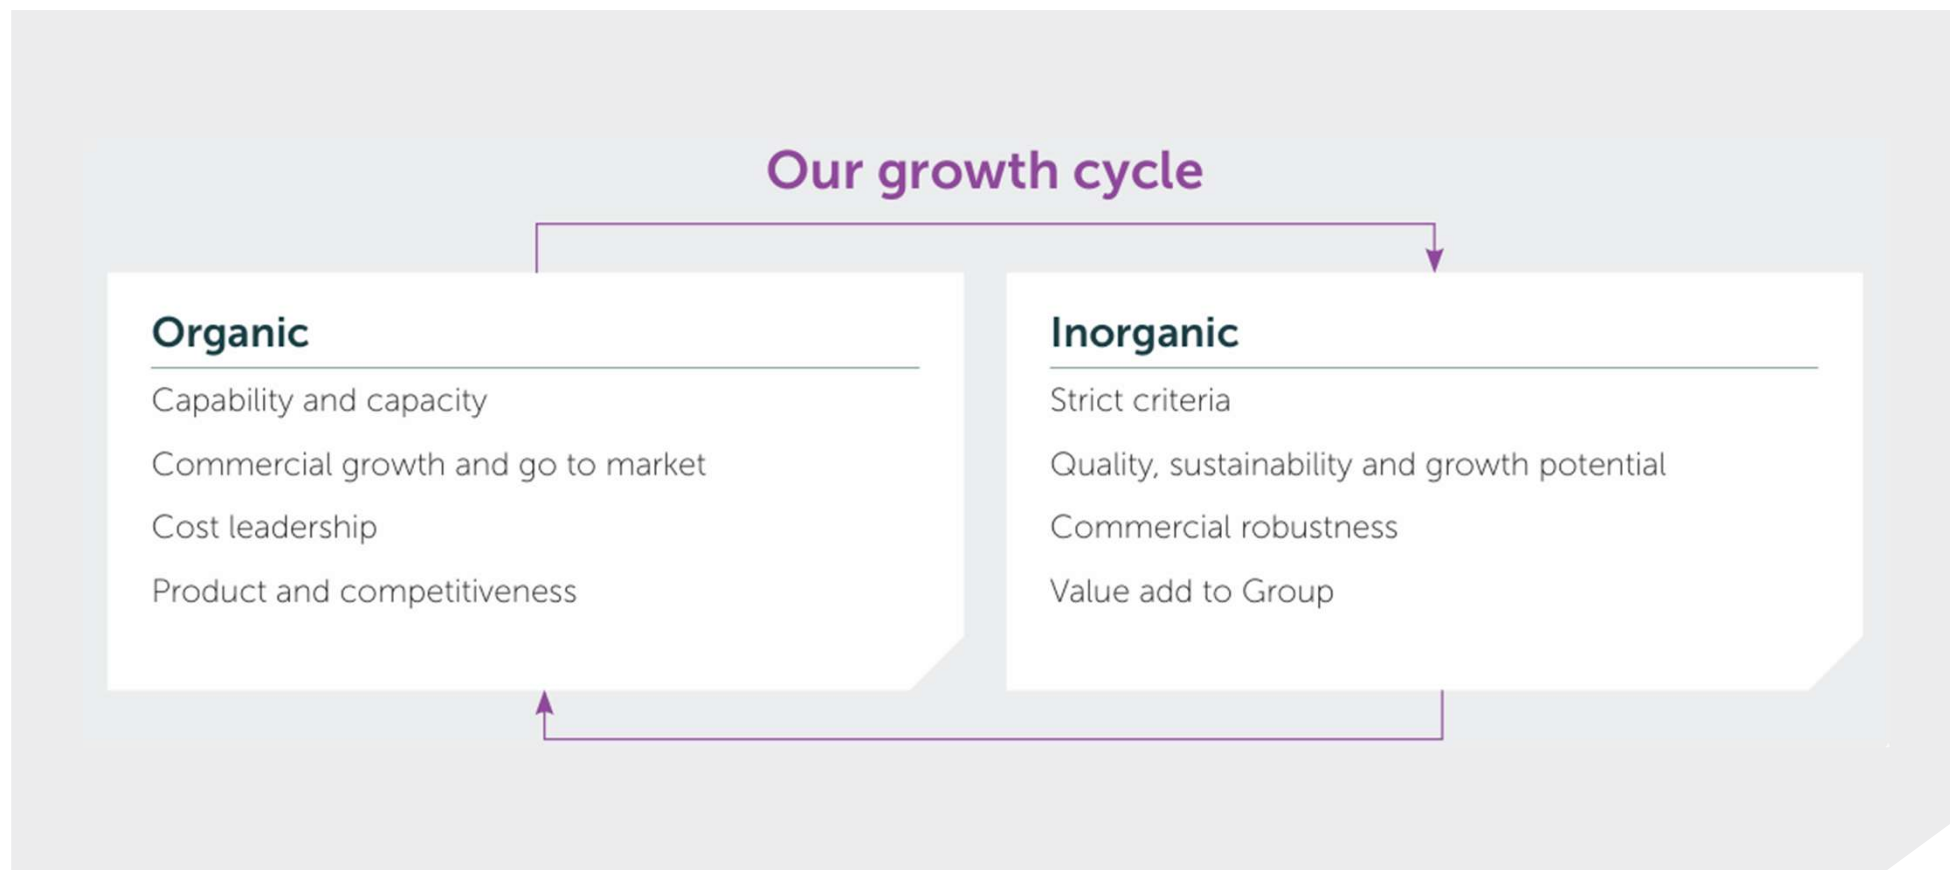 Our growth cycle
Organic
Capability and capacity
Commercial growth and go to market
Cost leadership
Product and competitiveness
Inorganic
Strict criteria
Quality, sustainability and growth potential
Commercial robustness
Value add to Group